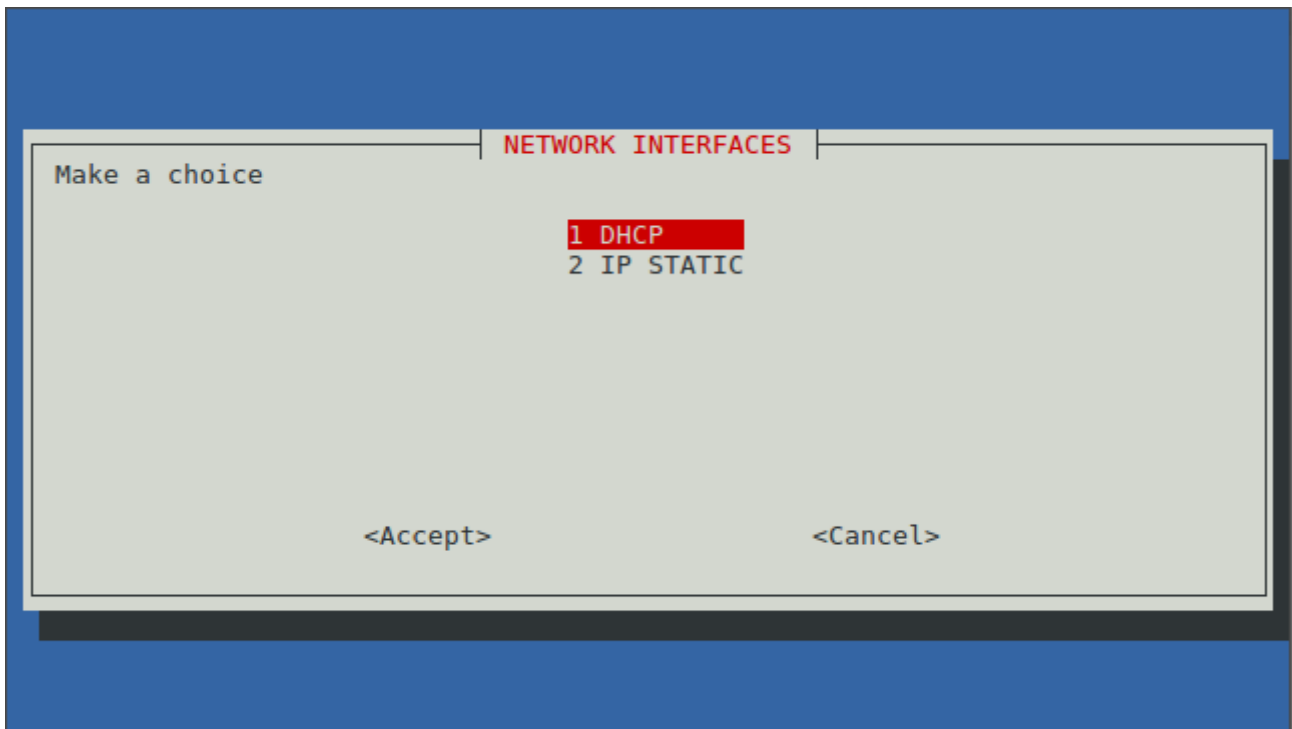 NETWORK INTERFACES
Make a choice
1 DHCP
2 IP STATIC
<Accept> <Cancel>